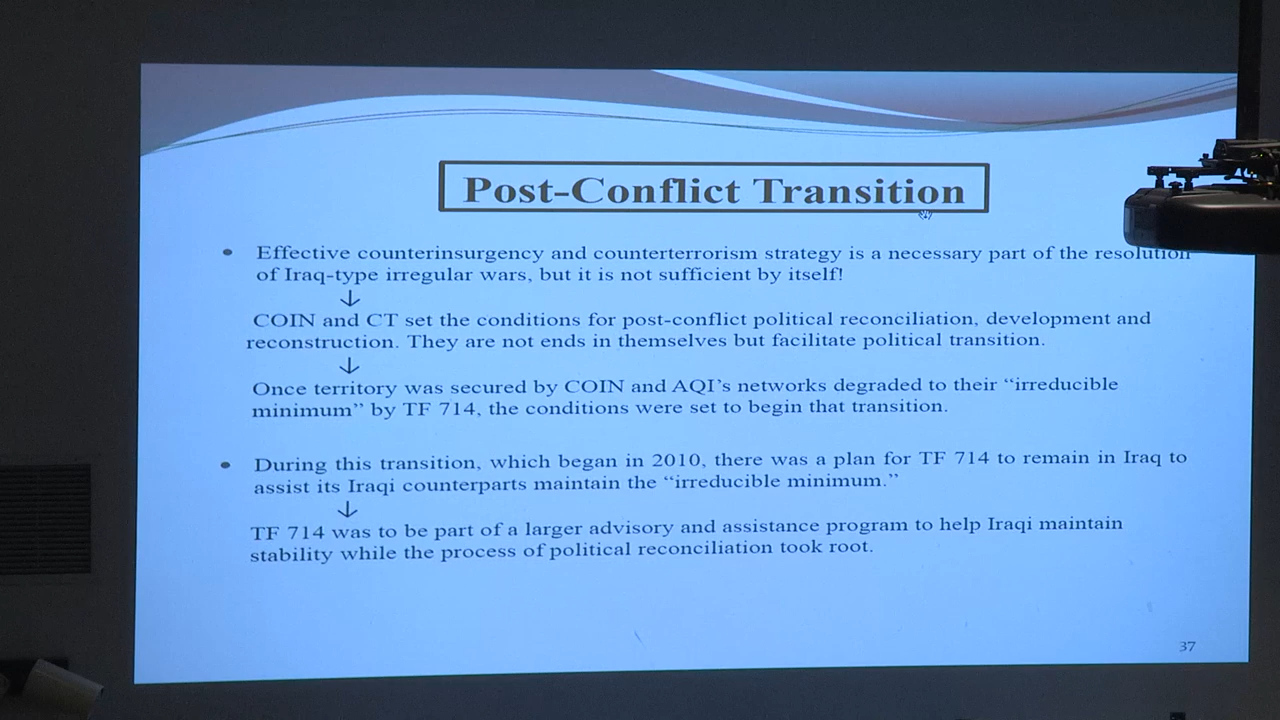 Post-Conflict Transition
• Effective counterinsurgency and counterterrorism strategy is a necessary part of the resolution
of Iraq-type irregular wars, but it is not sufficient by itself!
↓
COIN and CT set the conditions for post-conflict political reconciliation, development and
reconstruction. They are not ends in themselves but facilitate political transition.
↓
Once territory was secured by COIN and AQI’s networks degraded to their “irreducible
minimum” by TF 714, the conditions were set to begin that transition.
• During this transition, which began in 2010, there was a plan for TF 714 to remain in Iraq to
assist its Iraqi counterparts maintain the “irreducible minimum.”
↓
TF 714 was to be part of a larger advisory and assistance program to help Iraqi maintain
stability while the process of political reconciliation took root.
37